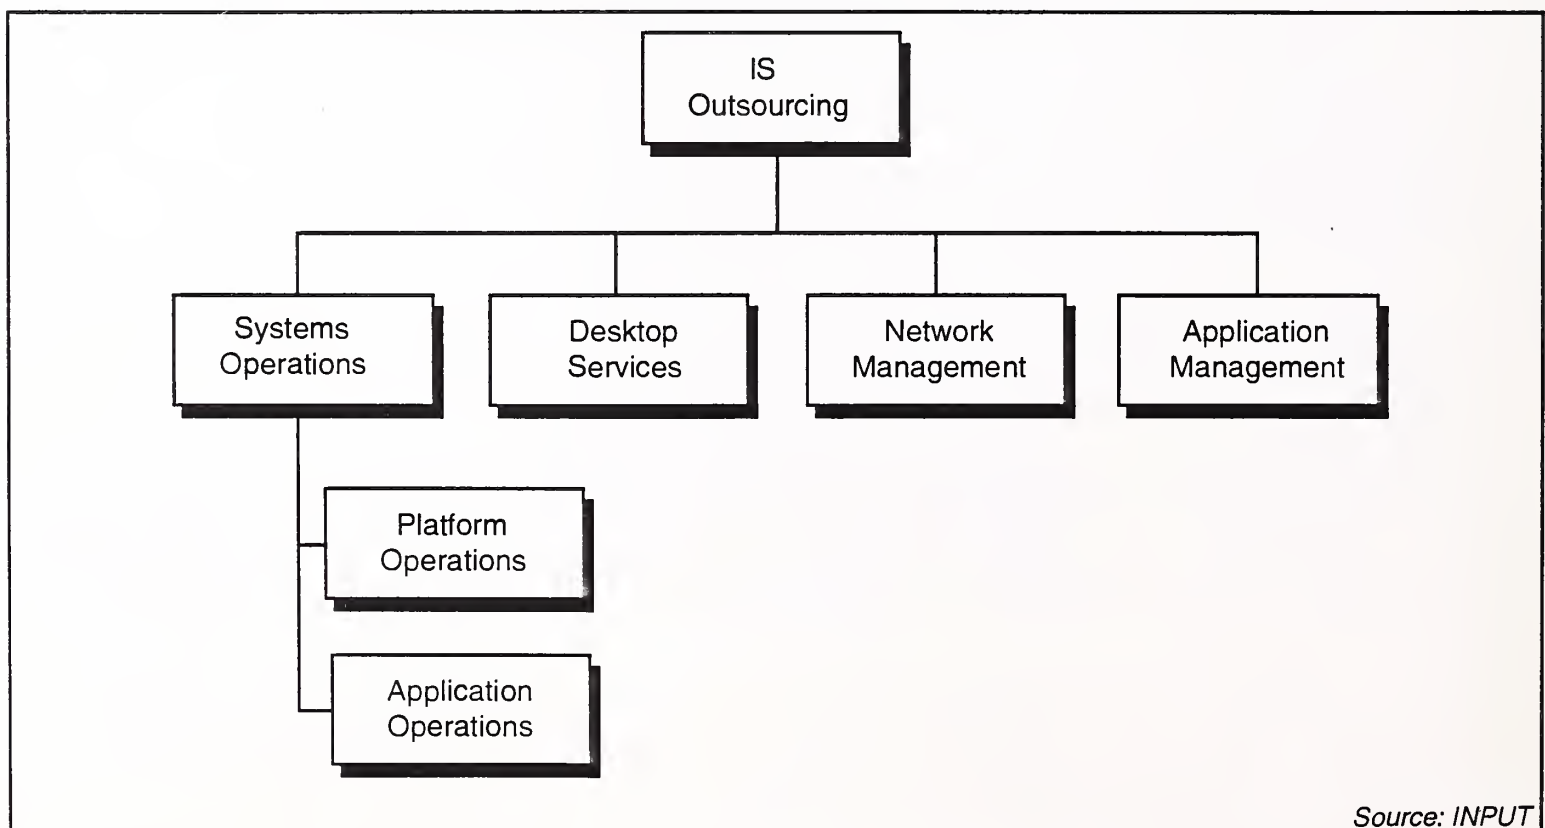 IS
Outsourcing
Systems
Operations
Desktop
Services
Network
Management
Application
Management
Platform
Operations
Application
Operations
Source: INPUT